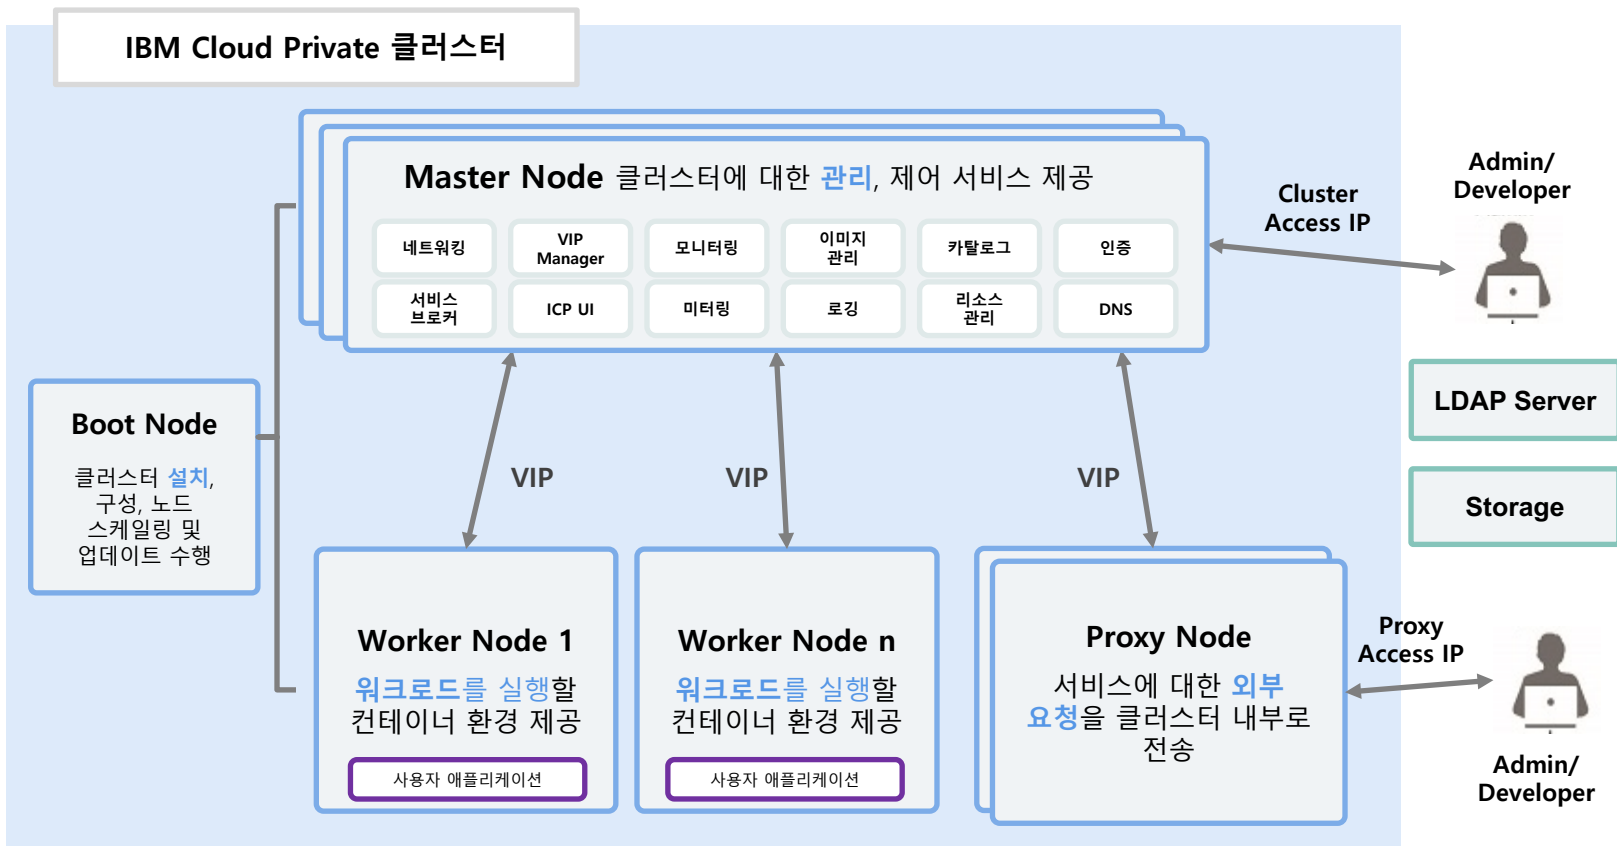 IBM Cloud Private 클러스터
Master Node 클러스터에 대한 관리, 제어 서비스 제공
네트워킹
VIP
Manager
모니터링
이미지
관리
카탈로그
인증
서비스
브로커
ICP UI
미터링
로깅
리소스
관리
DNS
Cluster
Access IP
Admin/
Developer
Boot Node
클러스터 설치,
구성, 노드
스케일링 및
업데이트 수행
VIP
VIP
VIP
LDAP Server
Storage
Worker Node 1
워크로드를 실행할
컨테이너 환경 제공
사용자 애플리케이션
Worker Node n
워크로드를 실행할
컨테이너 환경 제공
사용자 애플리케이션
Proxy Node
서비스에 대한 외부
요청을 클러스터 내부로
전송
Proxy
Access IP
Admin/
Developer